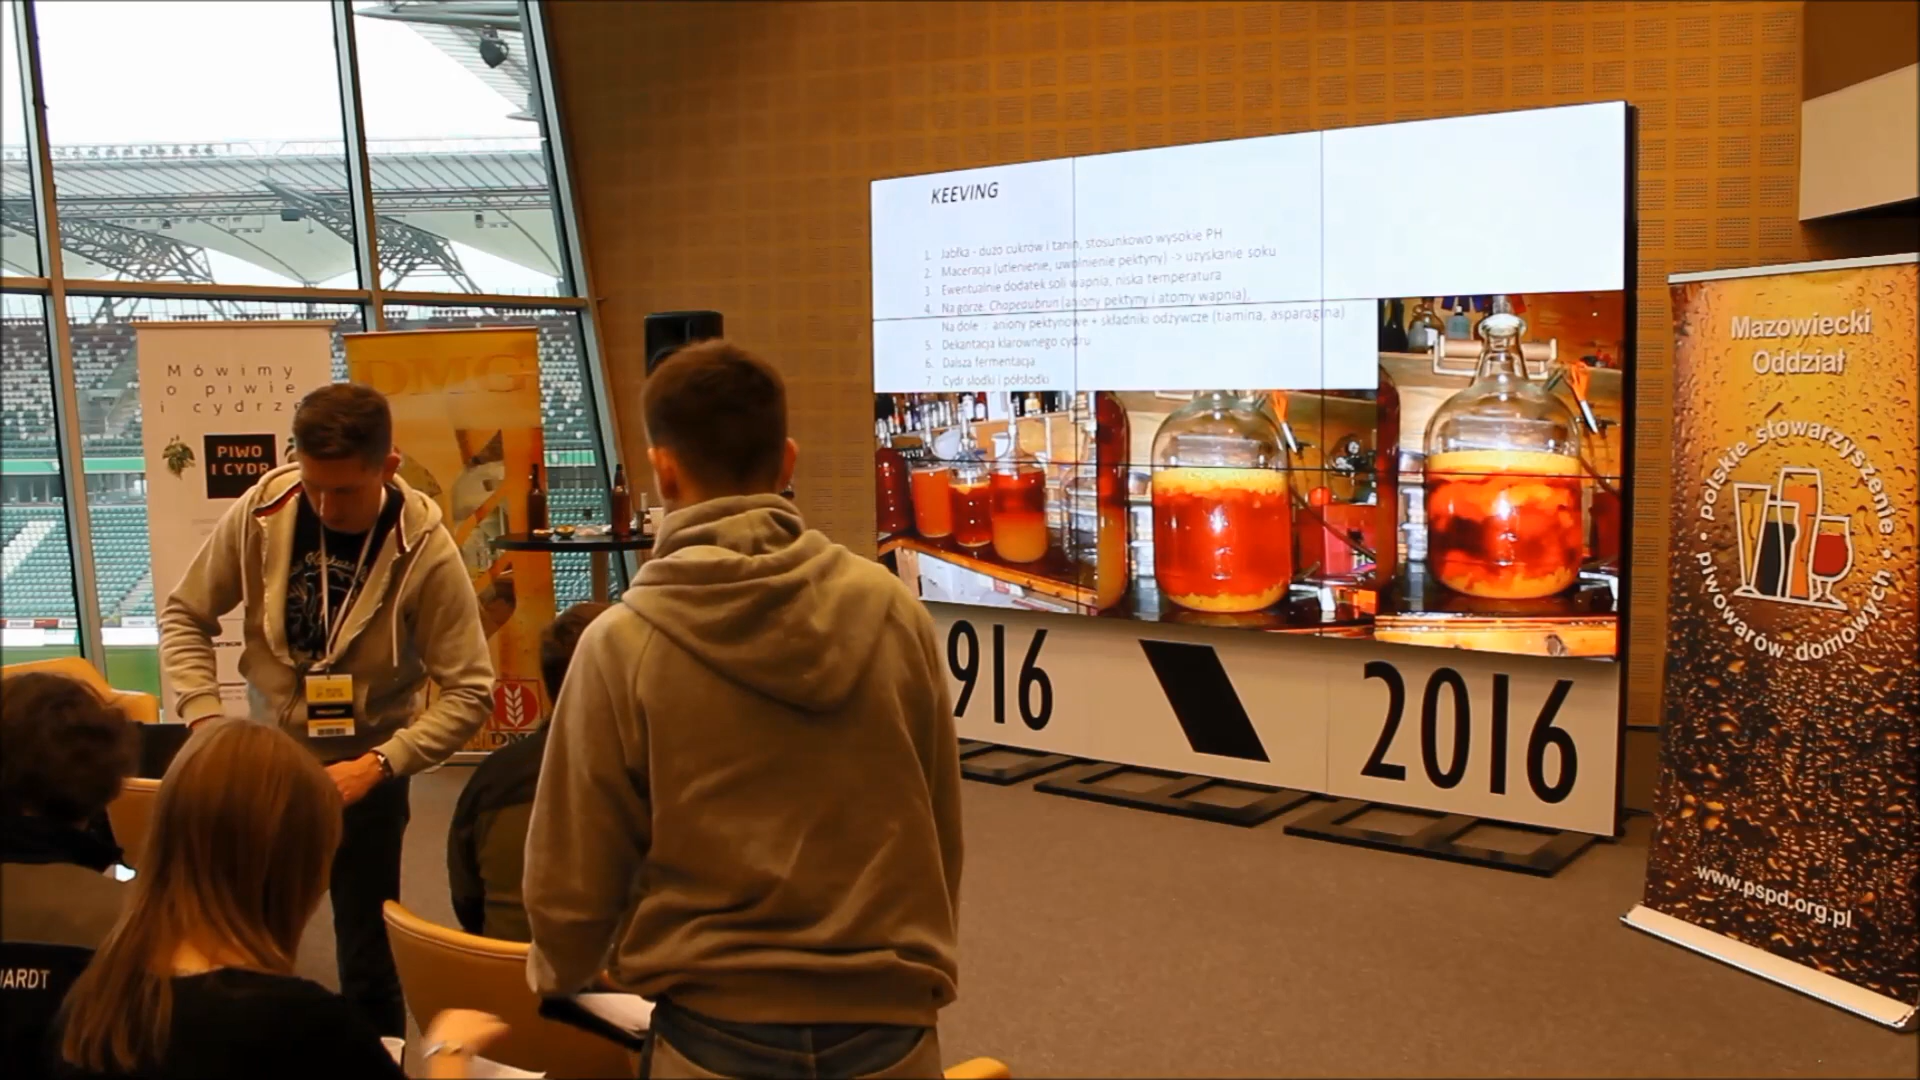 KEEVING
1. Jabłka - dużo cukrów i tanin, stosunkowo wysokie PH
2. Maceracja (utlenienie, uwolnienie pektyny) -> uzyskanie soku
3. Ewentualnie dodatek soli wapnia, niska temperatura
4. Na górze: Chapeau brun (aniony pektyny i atomy wapnia),
Na dole : aniony pektynowe + składniki odżywcze (tiamina, asparagina)
5. Dekantacja klarownego cydru
6. Dalsza fermentacja
7. Cydr słodki i półsłodki
916 2016
Mówimy
o piwie
i cydrze
PIWO
I CYDR
DMG
DMG
Mazowiecki
Oddział
• polskie stowarzyszenie •
piwowarów domowych
www.pspd.org.pl
ARDT